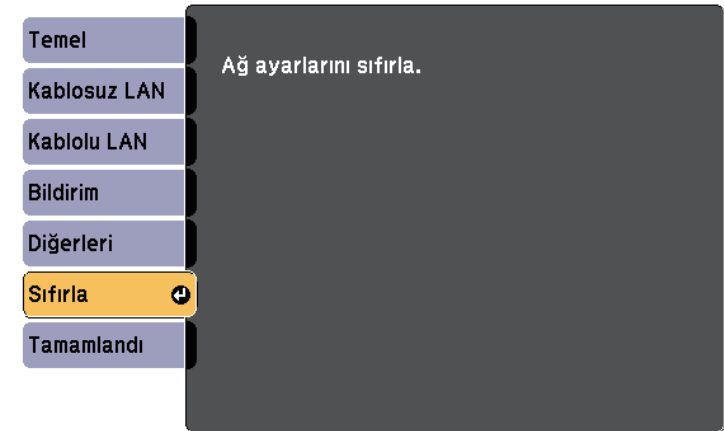 Temel
Kablosuz LAN
Kablolu LAN
Bildirim
Diğerleri
Sıfırla
Tamamlandı
Ağ ayarlarını sıfırla.